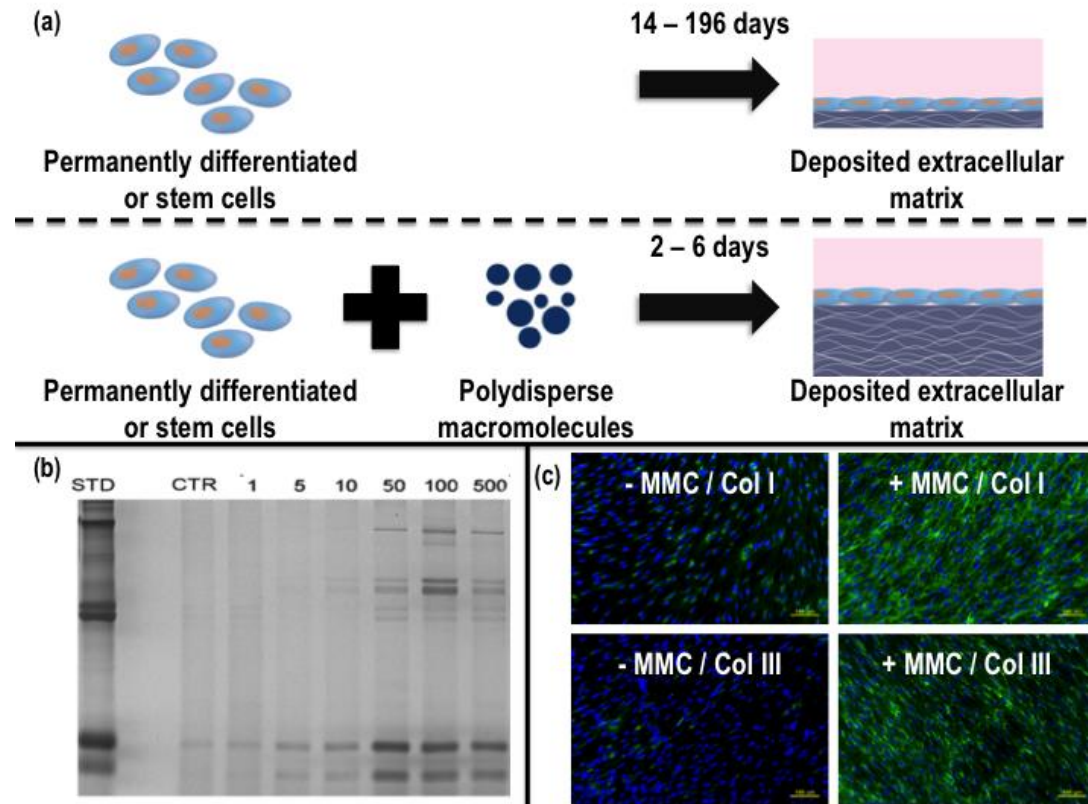 (a)
14 – 196 days
Permanently differentiated
or stem cells
Deposited extracellular
matrix
2 – 6 days
Permanently differentiated
or stem cells
Polydisperse
macromolecules
Deposited extracellular
matrix
(b)
STD CTR 1 5 10 50 100 500
(c)
- MMC / Col I
+ MMC / Col I
- MMC / Col III
+ MMC / Col III